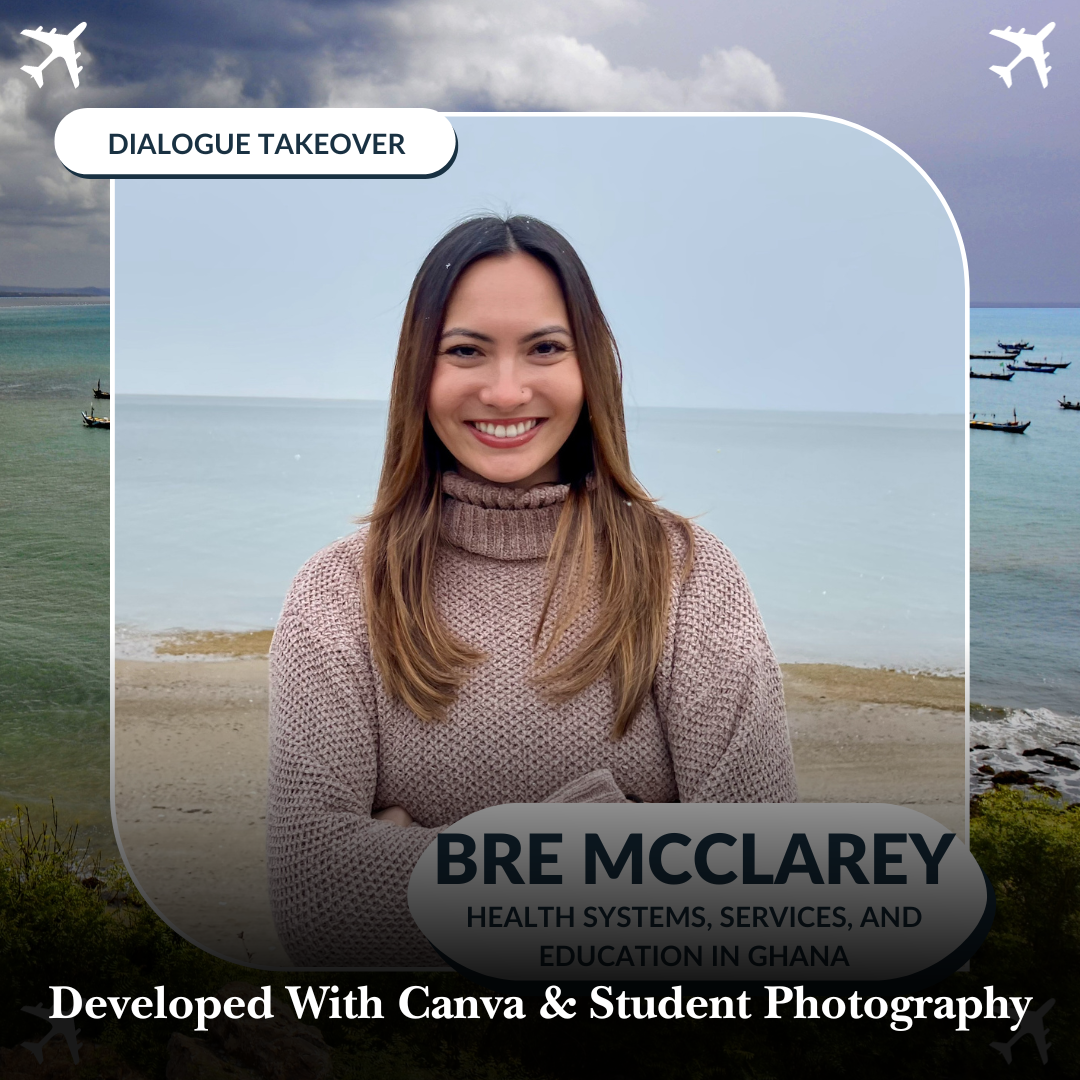 DIALOGUE TAKEOVER
BRE MCCLAREY
HEALTH SYSTEMS, SERVICES, AND
EDUCATION IN GHANA
Developed With Canva & Student Photography